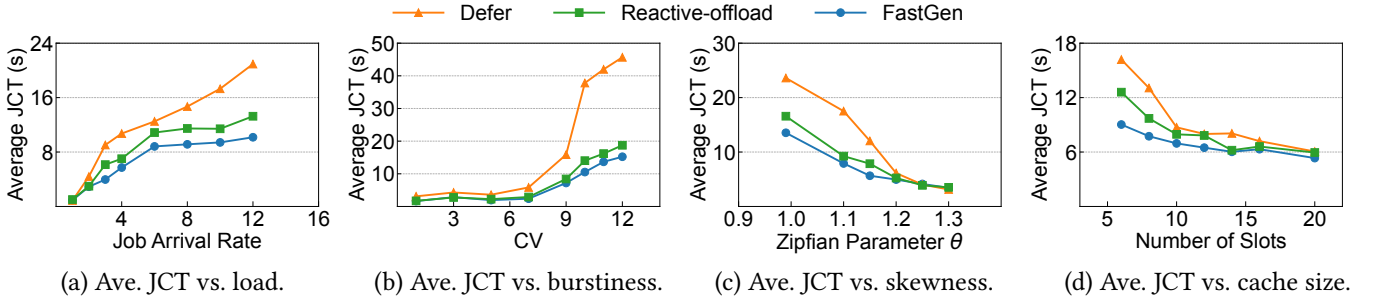 Defer Reactive-offload FastGen
Average JCT (s)
24
16
8
4 8 12 16
Job Arrival Rate
(a) Ave. JCT vs. load.
Average JCT (s)
50
40
30
20
10
3 6 9 12
CV
(b) Ave. JCT vs. burstiness.
Average JCT (s)
30
20
10
0.9 1.0 1.1 1.2 1.3
Zipfian Parameter θ
(c) Ave. JCT vs. skewness.
Average JCT (s)
18
12
6
5 10 15 20
Number of Slots
(d) Ave. JCT vs. cache size.